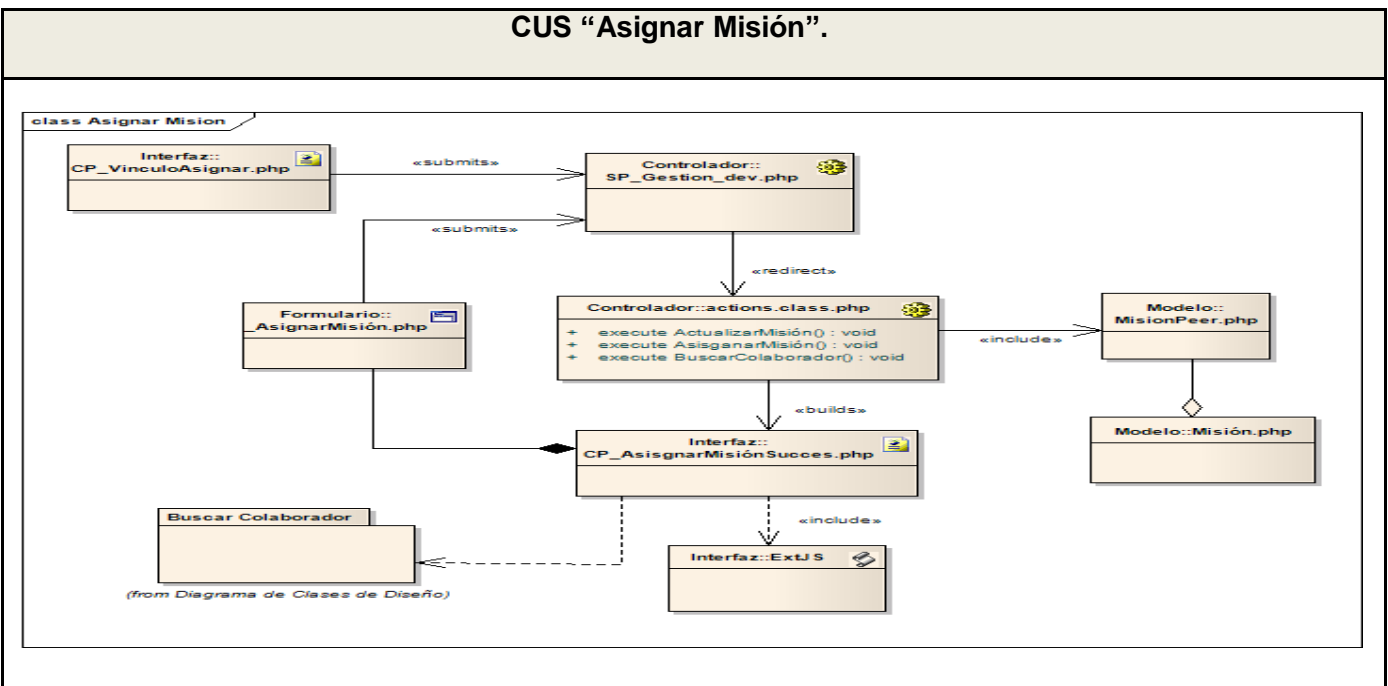 CUS “Asignar Misión”.
class Asignar Mision
Interfaz::
CP_VinculoAsignar.php
«submits»
Controlador::
SP_Gestion_dev.php
«submits»
«redirect»
Formulario::
_AsignarMisión.php
Controlador::actions.class.php
+ execute ActualizarMisión() : void
+ execute AsisganarMisión() : void
+ execute BuscarColaborador() : void
«include»
Modelo::
MisionPeer.php
«builds»
Modelo::Misión.php
Interfaz::
CP_AsisgnarMisiónSucces.php
Buscar Colaborador
«include»
Interfaz::ExtJS
(from Diagrama de Clases de Diseño)